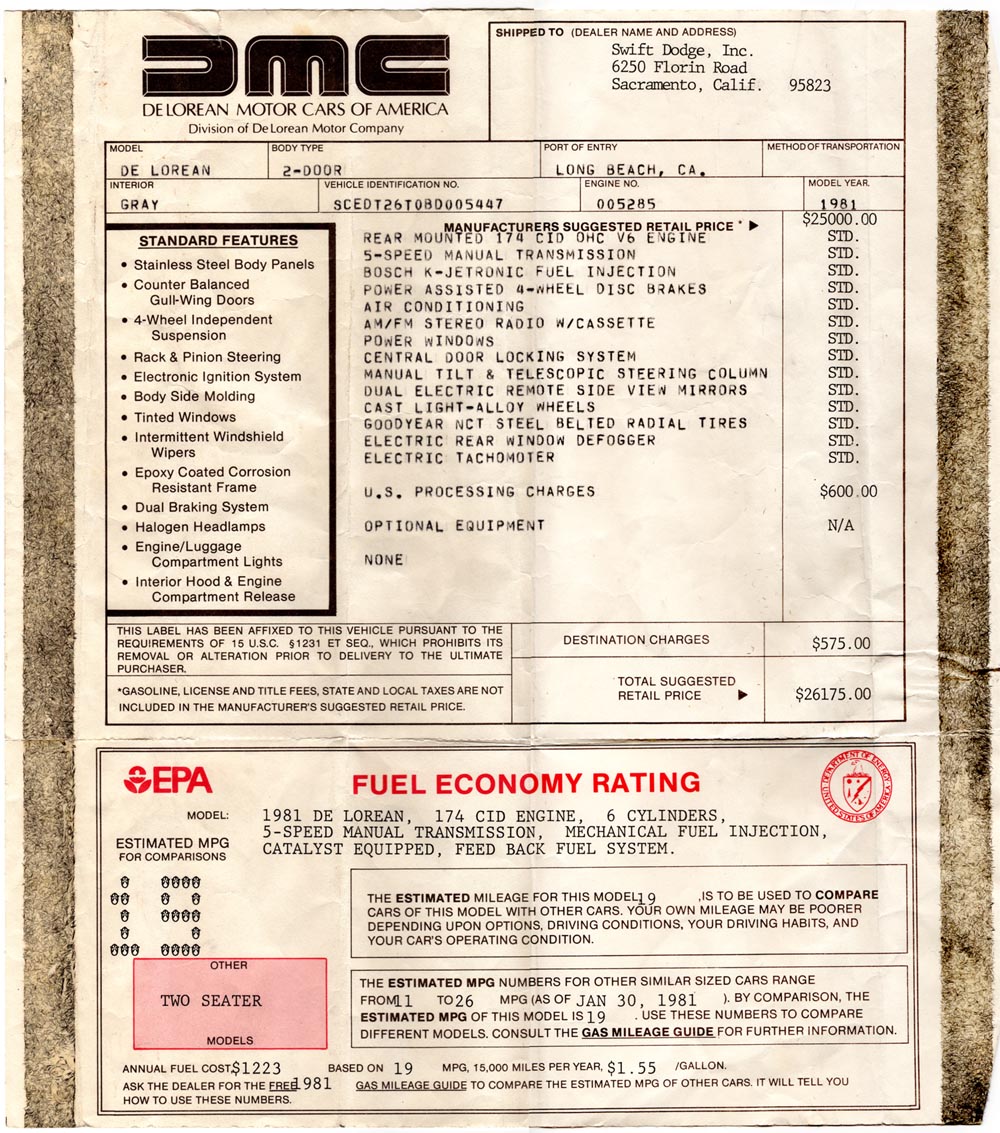 DMC
DE LOREAN MOTOR CARS OF AMERICA
Division of De Lorean Motor Company
SHIPPED TO (DEALER NAME AND ADDRESS)
Swift Dodge, Inc.
6250 Florin Road
Sacramento, Calif. 95823
MODEL BODY TYPE PORT OF ENTRY METHOD OF TRANSPORTATION
DE LOREAN 2-DOOR LONG BEACH, CA.
INTERIOR VEHICLE IDENTIFICATION NO. ENGINE NO. MODEL YEAR
GRAY SCEDT26T0BD005447 005285 1981
MANUFACTURERS SUGGESTED RETAIL PRICE * ▶ $25000.00
STANDARD FEATURES
• Stainless Steel Body Panels
• Counter Balanced
Gull-Wing Doors
• 4-Wheel Independent
Suspension
• Rack & Pinion Steering
• Electronic Ignition System
• Body Side Molding
• Tinted Windows
• Intermittent Windshield
Wipers
• Epoxy Coated Corrosion
Resistant Frame
• Dual Braking System
• Halogen Headlamps
• Engine/Luggage
Compartment Lights
• Interior Hood & Engine
Compartment Release
REAR MOUNTED 174 CID OHC V6 ENGINE STD.
5-SPEED MANUAL TRANSMISSION STD.
BOSCH K-JETRONIC FUEL INJECTION STD.
POWER ASSISTED 4-WHEEL DISC BRAKES STD.
AIR CONDITIONING STD.
AM/FM STEREO RADIO W/CASSETTE STD.
POWER WINDOWS STD.
CENTRAL DOOR LOCKING SYSTEM STD.
MANUAL TILT & TELESCOPIC STEERING COLUMN STD.
DUAL ELECTRIC REMOTE SIDE VIEW MIRRORS STD.
CAST LIGHT-ALLOY WHEELS STD.
GOODYEAR NCT STEEL BELTED RADIAL TIRES STD.
ELECTRIC REAR WINDOW DEFOGGER STD.
ELECTRIC TACHOMOTER STD.
U.S. PROCESSING CHARGES $600.00
OPTIONAL EQUIPMENT N/A
NONE
THIS LABEL HAS BEEN AFFIXED TO THIS VEHICLE PURSUANT TO THE
REQUIREMENTS OF 15 U.S.C. §1231 ET SEQ., WHICH PROHIBITS ITS
REMOVAL OR ALTERATION PRIOR TO DELIVERY TO THE ULTIMATE
PURCHASER.
*GASOLINE, LICENSE AND TITLE FEES, STATE AND LOCAL TAXES ARE NOT
INCLUDED IN THE MANUFACTURER'S SUGGESTED RETAIL PRICE.
DESTINATION CHARGES $575.00
TOTAL SUGGESTED
RETAIL PRICE ▶ $26175.00
EPA
FUEL ECONOMY RATING
DEPARTMENT OF ENERGY
UNITED STATES OF AMERICA
MODEL: 1981 DE LOREAN, 174 CID ENGINE, 6 CYLINDERS,
5-SPEED MANUAL TRANSMISSION, MECHANICAL FUEL INJECTION,
CATALYST EQUIPPED, FEED BACK FUEL SYSTEM.
ESTIMATED MPG
FOR COMPARISONS
19
OTHER
TWO SEATER
MODELS
THE ESTIMATED MILEAGE FOR THIS MODEL 19 ,IS TO BE USED TO COMPARE
CARS OF THIS MODEL WITH OTHER CARS. YOUR OWN MILEAGE MAY BE POORER
DEPENDING UPON OPTIONS, DRIVING CONDITIONS, YOUR DRIVING HABITS, AND
YOUR CAR'S OPERATING CONDITION.
THE ESTIMATED MPG NUMBERS FOR OTHER SIMILAR SIZED CARS RANGE
FROM 11 TO 26 MPG (AS OF JAN 30, 1981 ). BY COMPARISON, THE
ESTIMATED MPG OF THIS MODEL IS 19 . USE THESE NUMBERS TO COMPARE
DIFFERENT MODELS. CONSULT THE GAS MILEAGE GUIDE FOR FURTHER INFORMATION.
ANNUAL FUEL COST $1223 BASED ON 19 MPG, 15,000 MILES PER YEAR, $1.55 /GALLON.
ASK THE DEALER FOR THE FREE 1981 GAS MILEAGE GUIDE TO COMPARE THE ESTIMATED MPG OF OTHER CARS. IT WILL TELL YOU
HOW TO USE THESE NUMBERS.